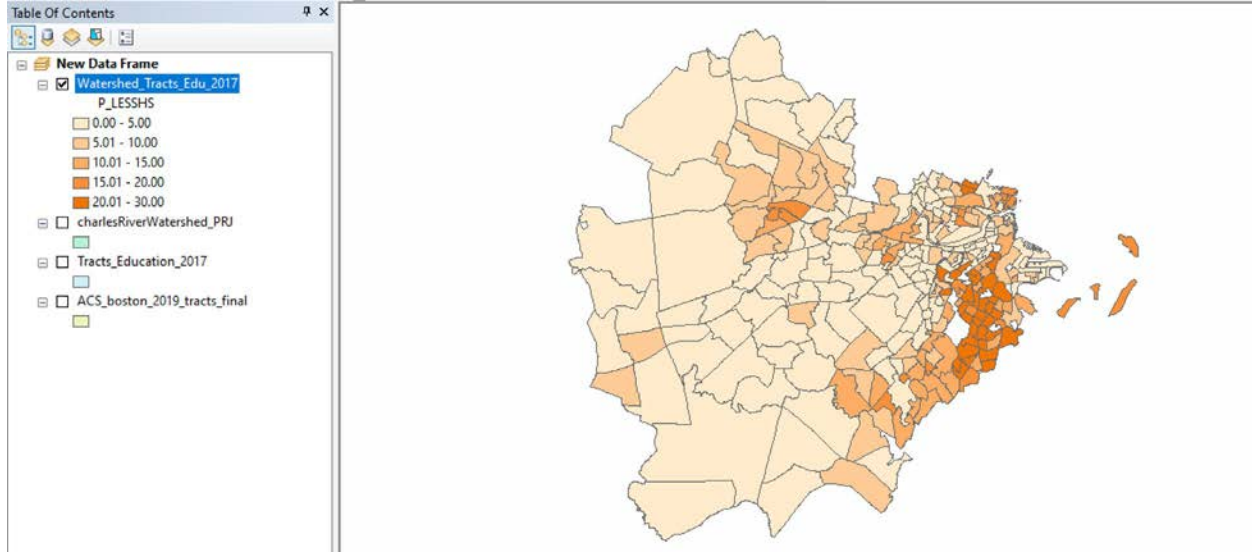 Table Of Contents
New Data Frame
Watershed_Tracts_Edu_2017
P_LESSHS
0.00 - 5.00
5.01 - 10.00
10.01 - 15.00
15.01 - 20.00
20.01 - 30.00
charlesRiverWatershed_PRJ
Tracts_Education_2017
ACS_boston_2019_tracts_final